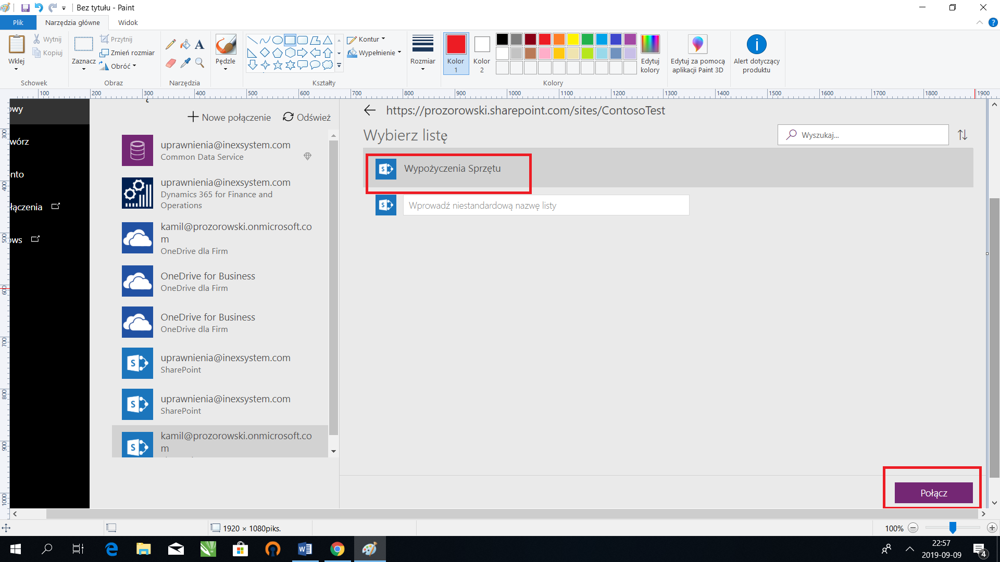 Bez tytułu - Paint
Plik
Narzędzia główne
Widok
Wklej
Wytnij
Kopiuj
Schowek
Zaznacz
Przytnij
Zmień rozmiar
Obróć
Obraz
Narzędzia
Pędzle
Kształty
Kontur
Wypełnienie
Rozmiar
Kolor
1
Kolor
2
Edytuj
kolory
Kolory
Edytuj za pomocą
aplikacji Paint 3D
Alert dotyczący
produktu
100 200 300 400 500 600 700 800 900 1000 1100 1200 1300 1400 1500 1600 1700 1800 1900
300
400
500
600
700
800
900
1000
owy
wórz
nto
łączenia
ows
Nowe połączenie
Odśwież
uprawnienia@inexsystem.com
Common Data Service
uprawnienia@inexsystem.com
Dynamics 365 for Finance and
Operations
kamil@prozorowski.onmicrosoft.co
m
OneDrive dla Firm
OneDrive for Business
OneDrive dla Firm
OneDrive for Business
OneDrive dla Firm
uprawnienia@inexsystem.com
SharePoint
uprawnienia@inexsystem.com
SharePoint
kamil@prozorowski.onmicrosoft.co
m
https://prozorowski.sharepoint.com/sites/ContosoTest
Wybierz listę
Wyszukaj...
Wypożyczenia Sprzętu
Wprowadź niestandardową nazwę listy
Połącz
1920 × 1080piks.
100%
22:57
2019-09-09
4